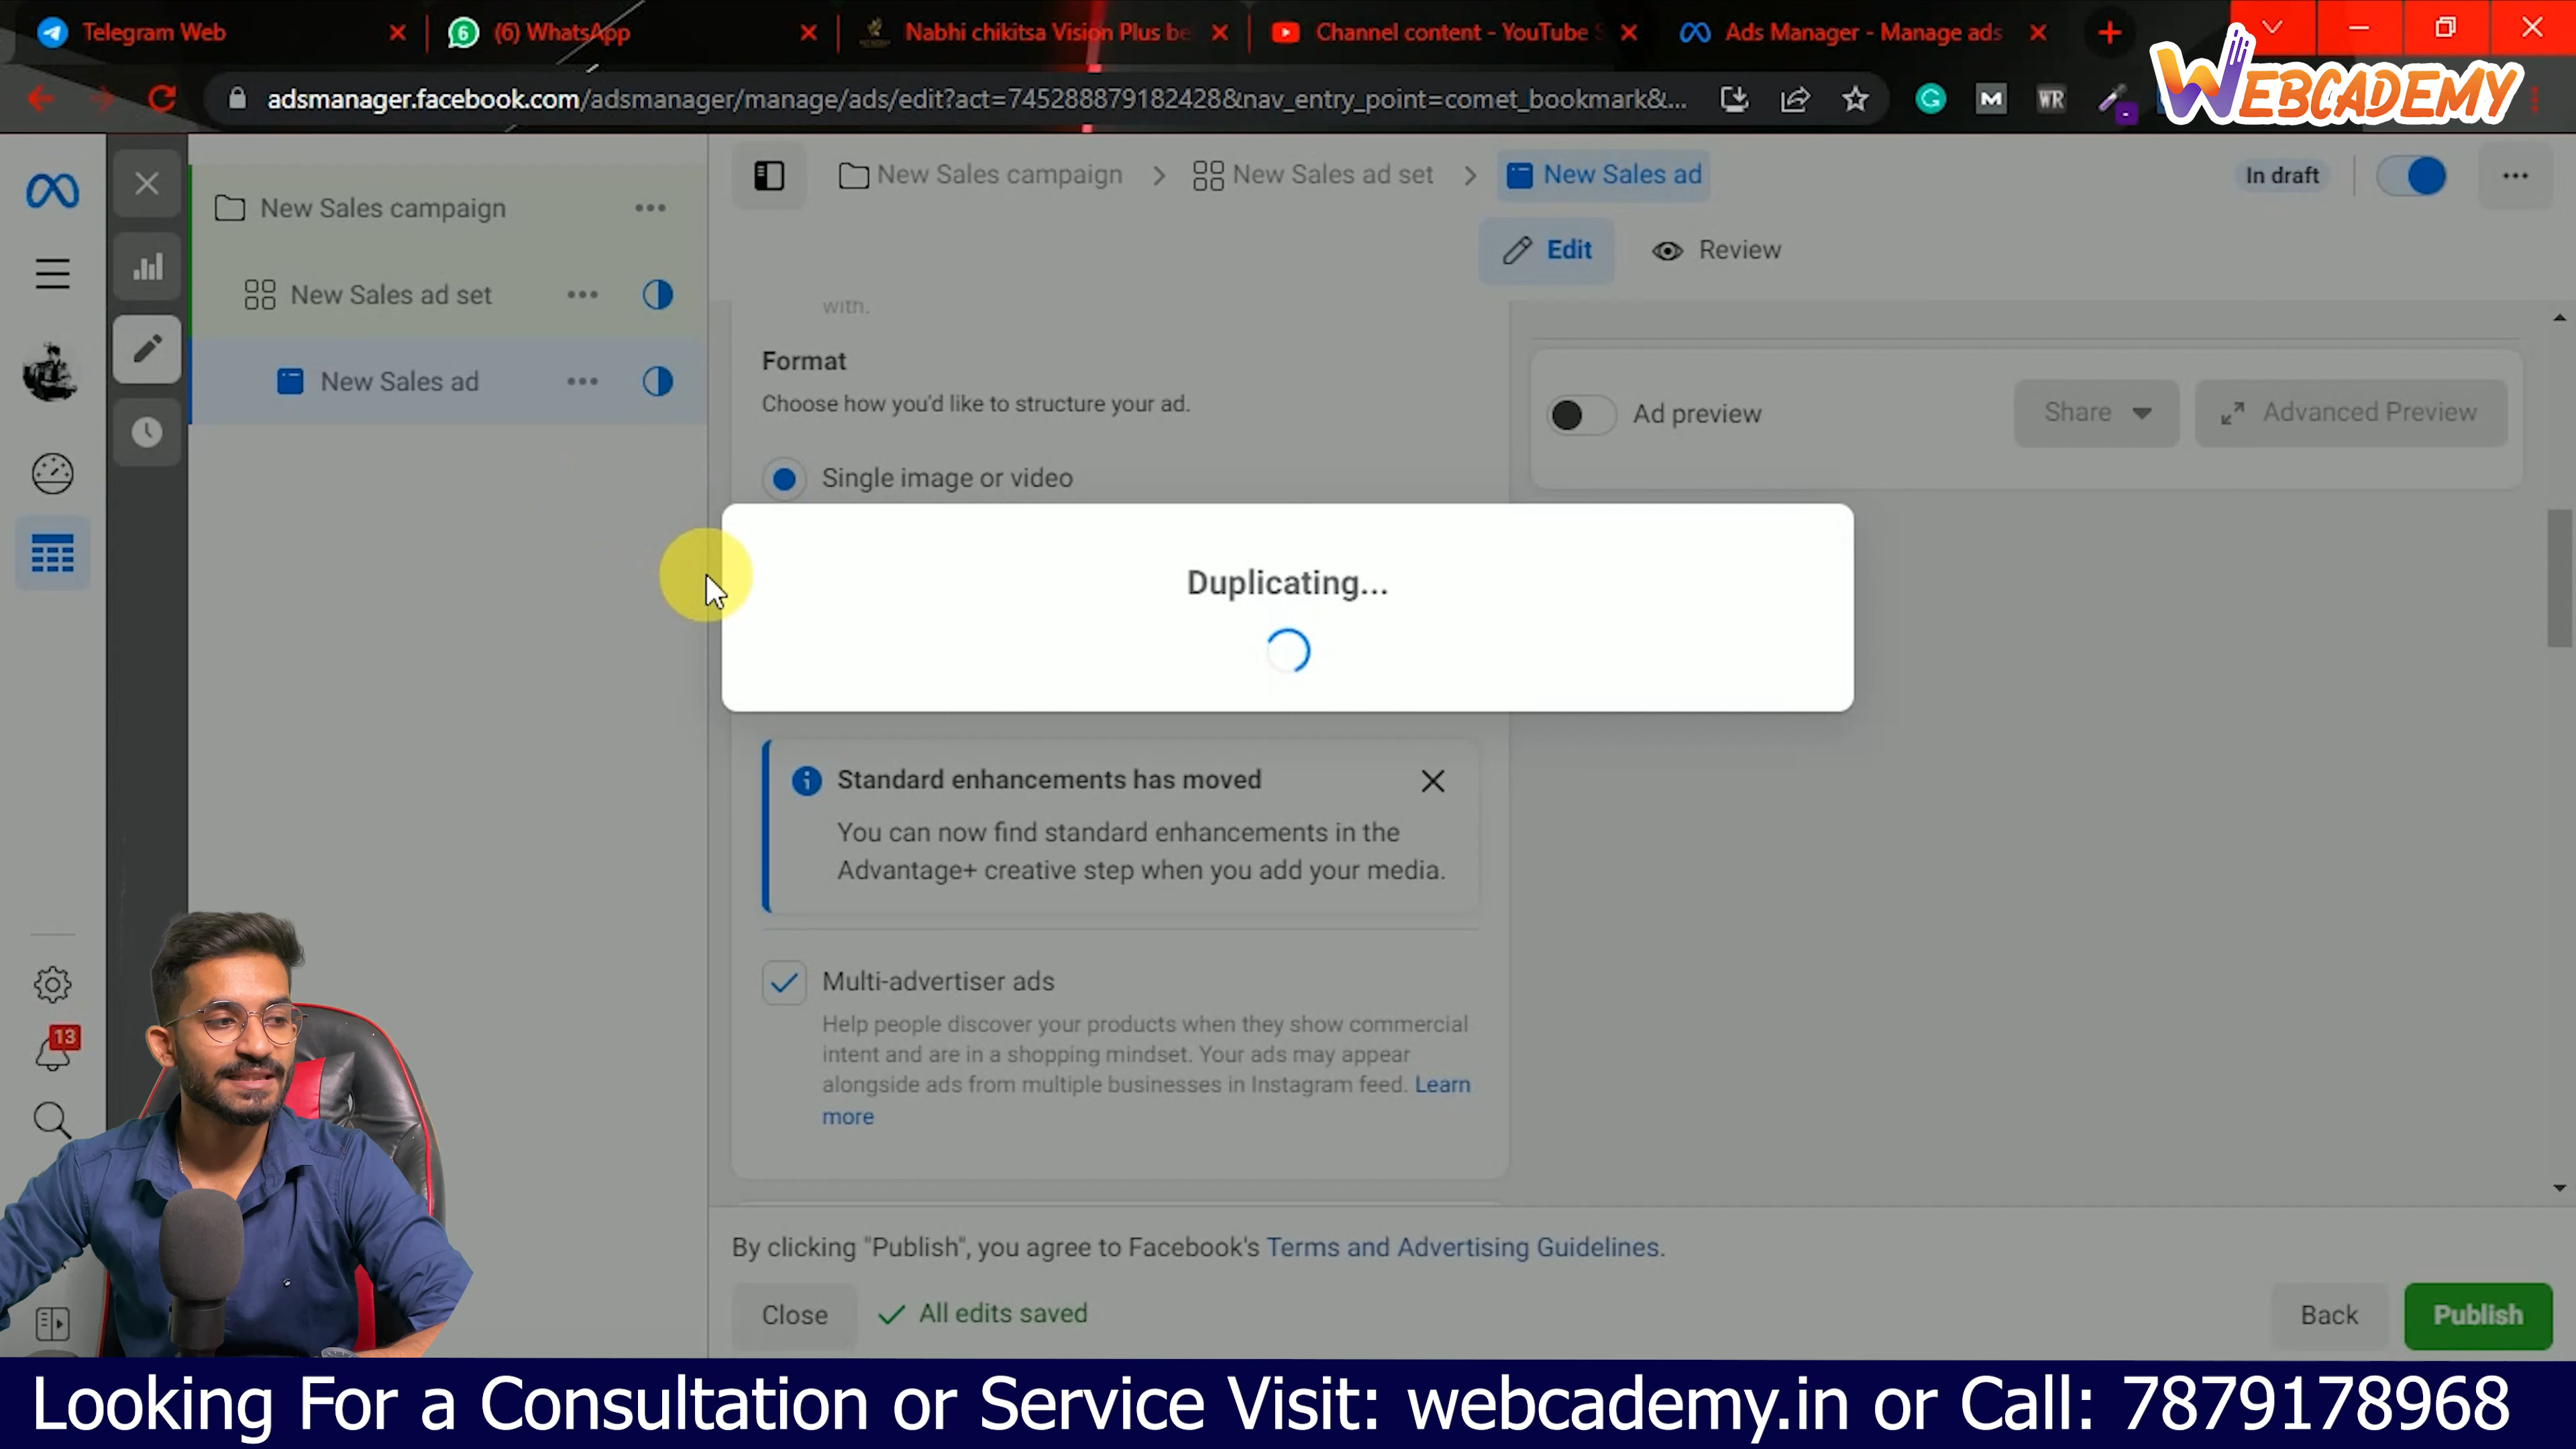 Telegram Web
6 (6) WhatsApp
Nabhi chikitsa Vision Plus be
Channel content - YouTube S
Ads Manager - Manage ads
adsmanager.facebook.com/adsmanager/manage/ads/edit?act=745288879182428&nav_entry_point=comet_bookmark&...
M WR
WEBCADEMY
New Sales campaign
New Sales ad set
New Sales ad
New Sales campaign > New Sales ad set > New Sales ad
In draft
Edit
Review
with.
Format
Choose how you'd like to structure your ad.
Single image or video
Ad preview
Share
Advanced Preview
Duplicating...
Standard enhancements has moved
You can now find standard enhancements in the
Advantage+ creative step when you add your media.
Multi-advertiser ads
Help people discover your products when they show commercial
intent and are in a shopping mindset. Your ads may appear
alongside ads from multiple businesses in Instagram feed. Learn
more
13
By clicking "Publish", you agree to Facebook's Terms and Advertising Guidelines.
Close
All edits saved
Back
Publish
Looking For a Consultation or Service Visit: webcademy.in or Call: 7879178968